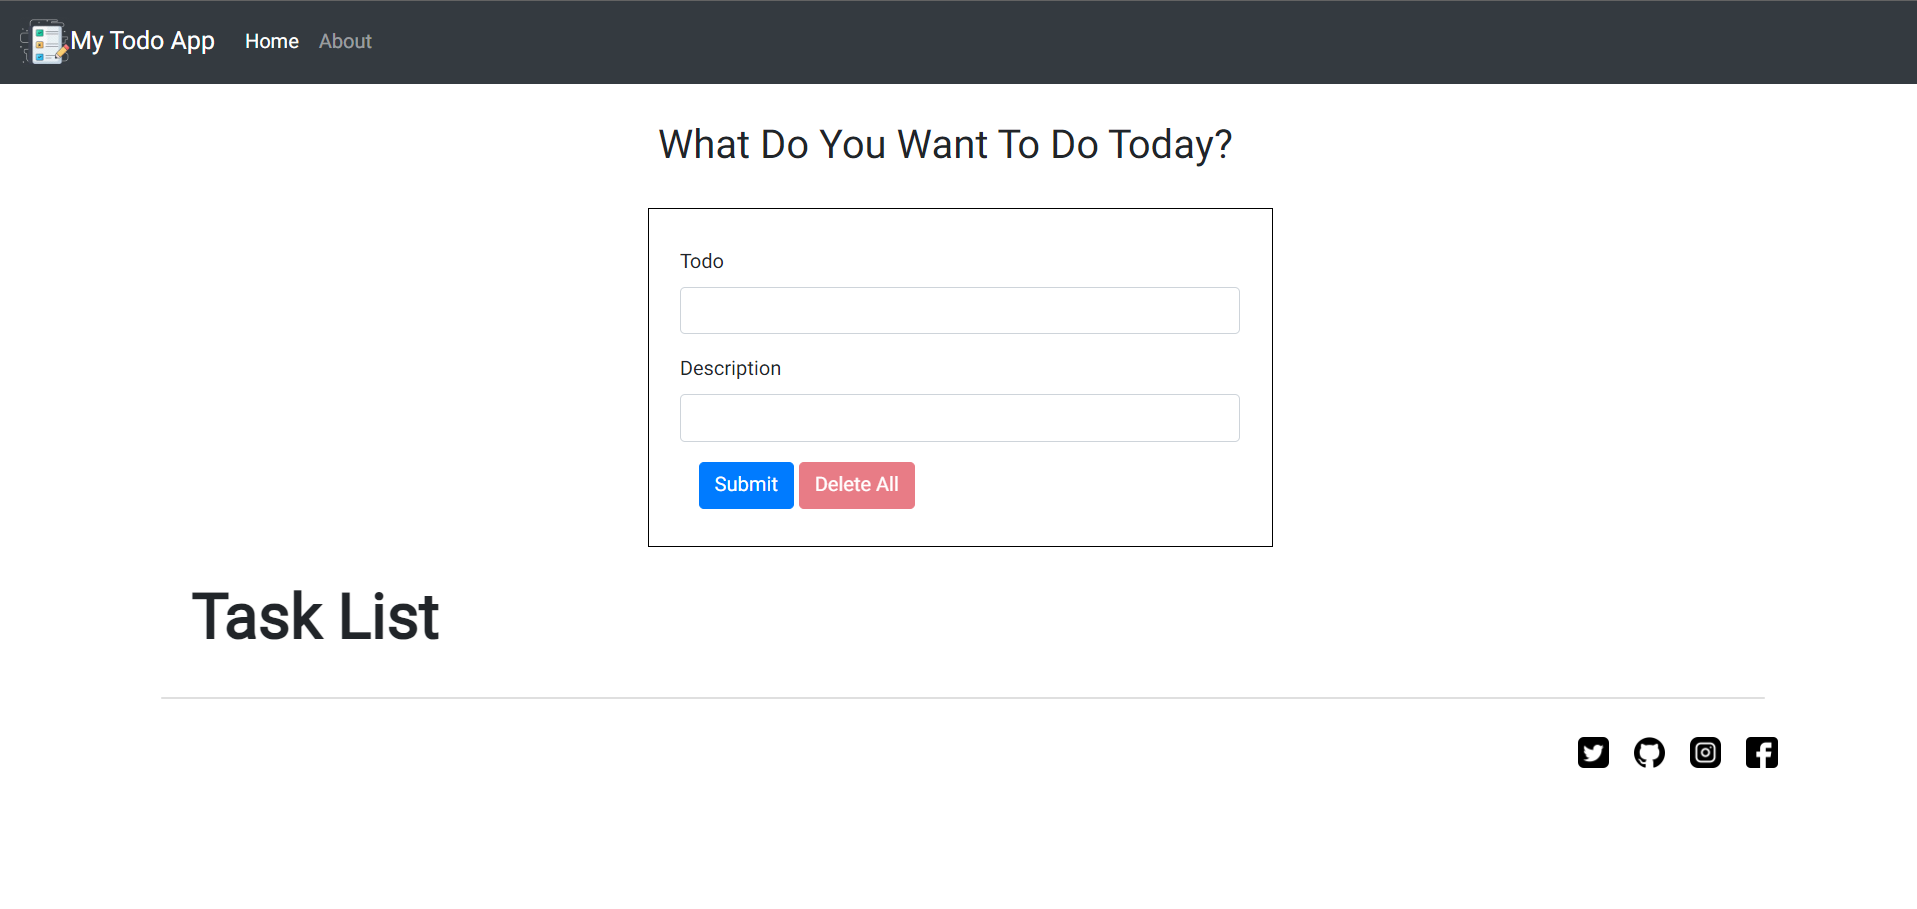 My Todo App Home About
What Do You Want To Do Today?
Todo
Description
Submit Delete All
Task List